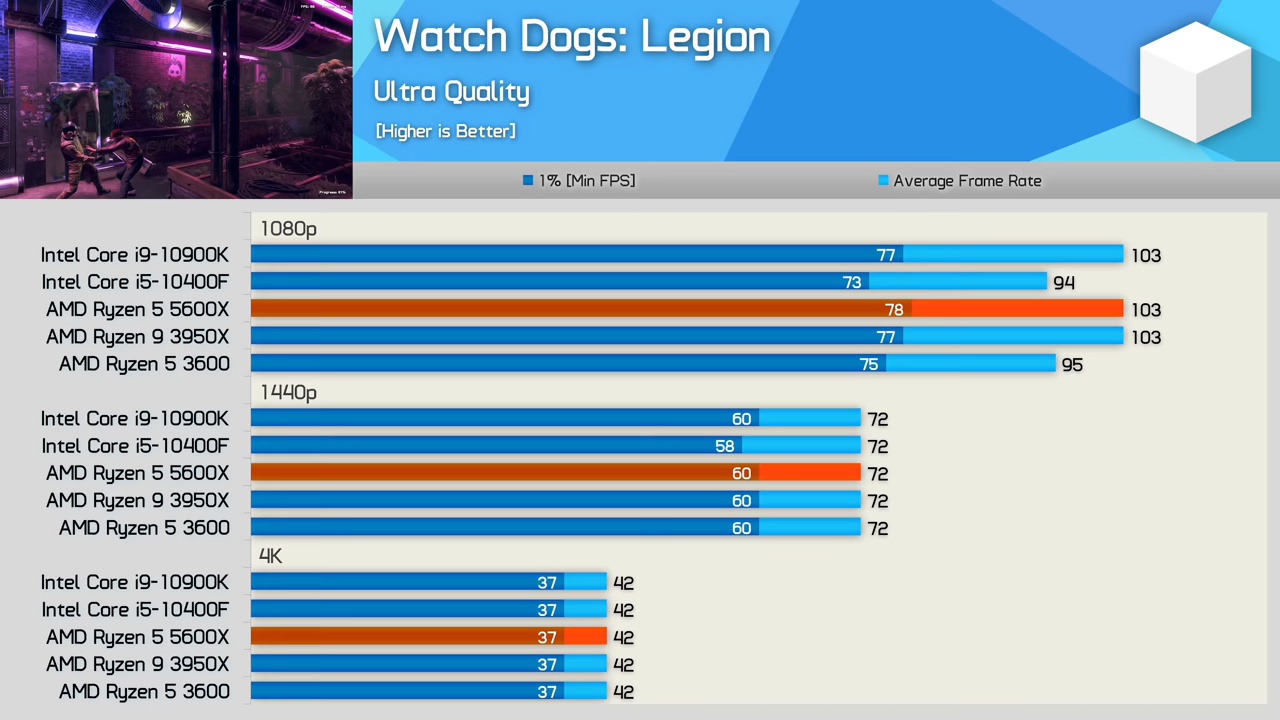 Watch Dogs: Legion
Ultra Quality
[Higher is Better]
1% [Min FPS]
Average Frame Rate
1080p
Intel Core i9-10900K 77 103
Intel Core i5-10400F 73 94
AMD Ryzen 5 5600X 78 103
AMD Ryzen 9 3950X 77 103
AMD Ryzen 5 3600 75 95
1440p
Intel Core i9-10900K 60 72
Intel Core i5-10400F 58 72
AMD Ryzen 5 5600X 60 72
AMD Ryzen 9 3950X 60 72
AMD Ryzen 5 3600 60 72
4K
Intel Core i9-10900K 37 42
Intel Core i5-10400F 37 42
AMD Ryzen 5 5600X 37 42
AMD Ryzen 9 3950X 37 42
AMD Ryzen 5 3600 37 42